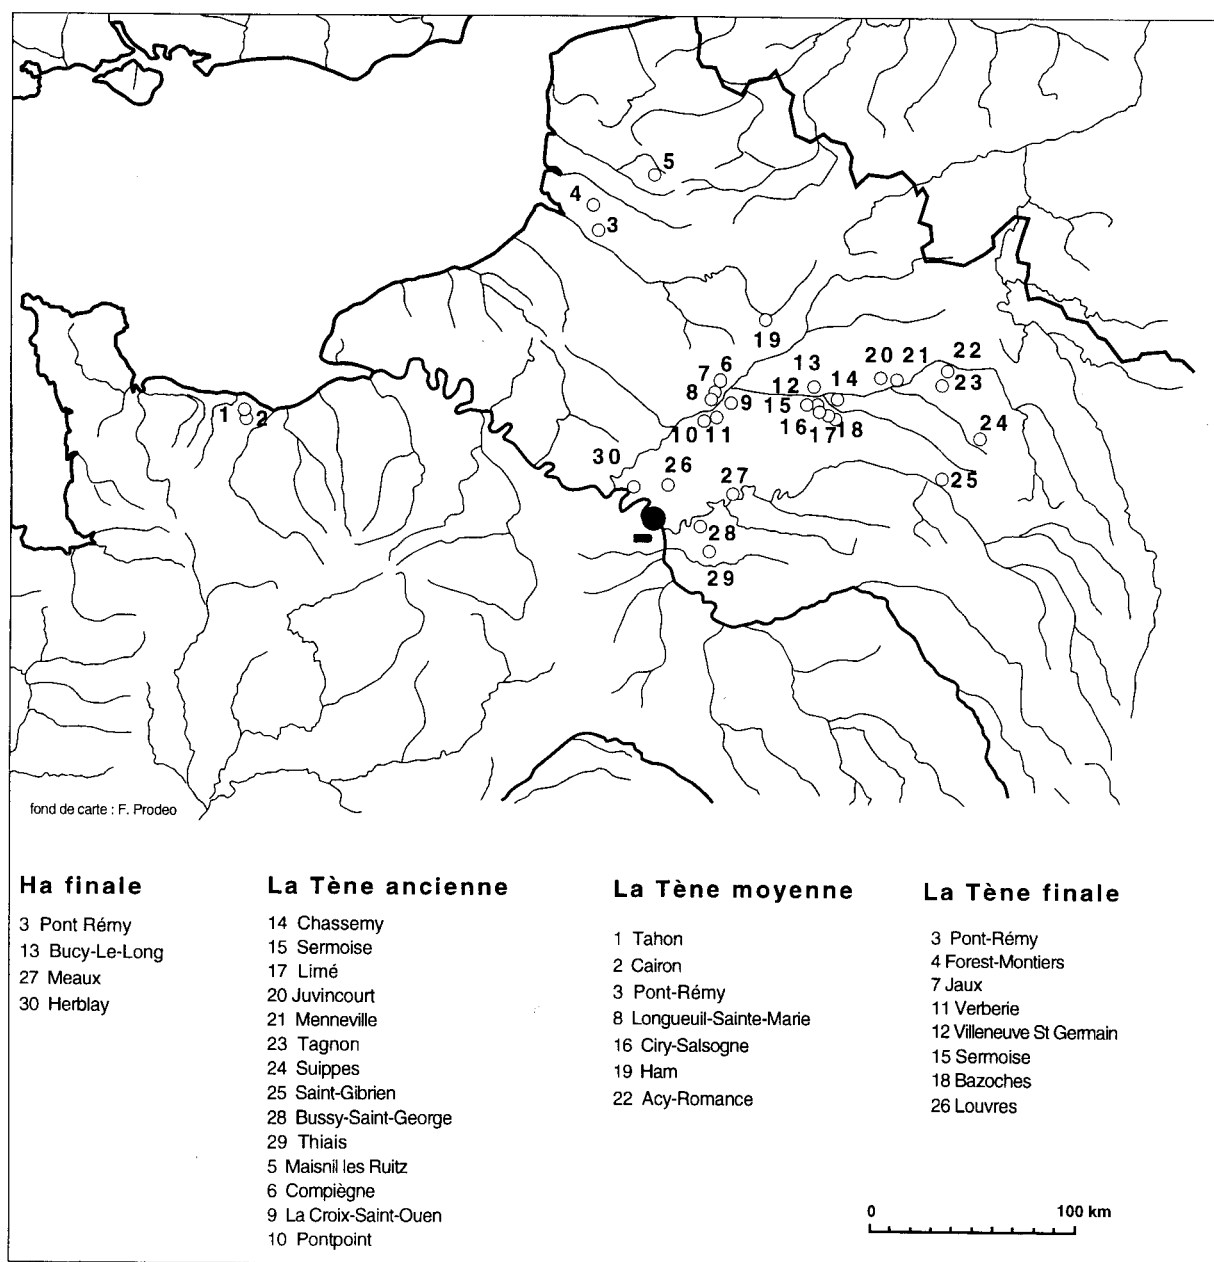 5
4
3
19
20 21 22
13
6
7
12 14 23
8
9 15
1 2
10 11 16 17 18 24
30 26 27 25
28
29
fond de carte : F. Prodeo
Ha finale
3 Pont Rémy
13 Bucy-Le-Long
27 Meaux
30 Herblay
La Tène ancienne
14 Chassemy
15 Sermoise
17 Limé
20 Juvincourt
21 Menneville
23 Tagnon
24 Suippes
25 Saint-Gibrien
28 Bussy-Saint-George
29 Thiais
5 Maisnil les Ruitz
6 Compiègne
9 La Croix-Saint-Ouen
10 Pontpoint
La Tène moyenne
1 Tahon
2 Cairon
3 Pont-Rémy
8 Longueuil-Sainte-Marie
16 Ciry-Salsogne
19 Ham
22 Acy-Romance
La Tène finale
3 Pont-Rémy
4 Forest-Montiers
7 Jaux
11 Verberie
12 Villeneuve St Germain
15 Sermoise
18 Bazoches
26 Louvres
0 100 km